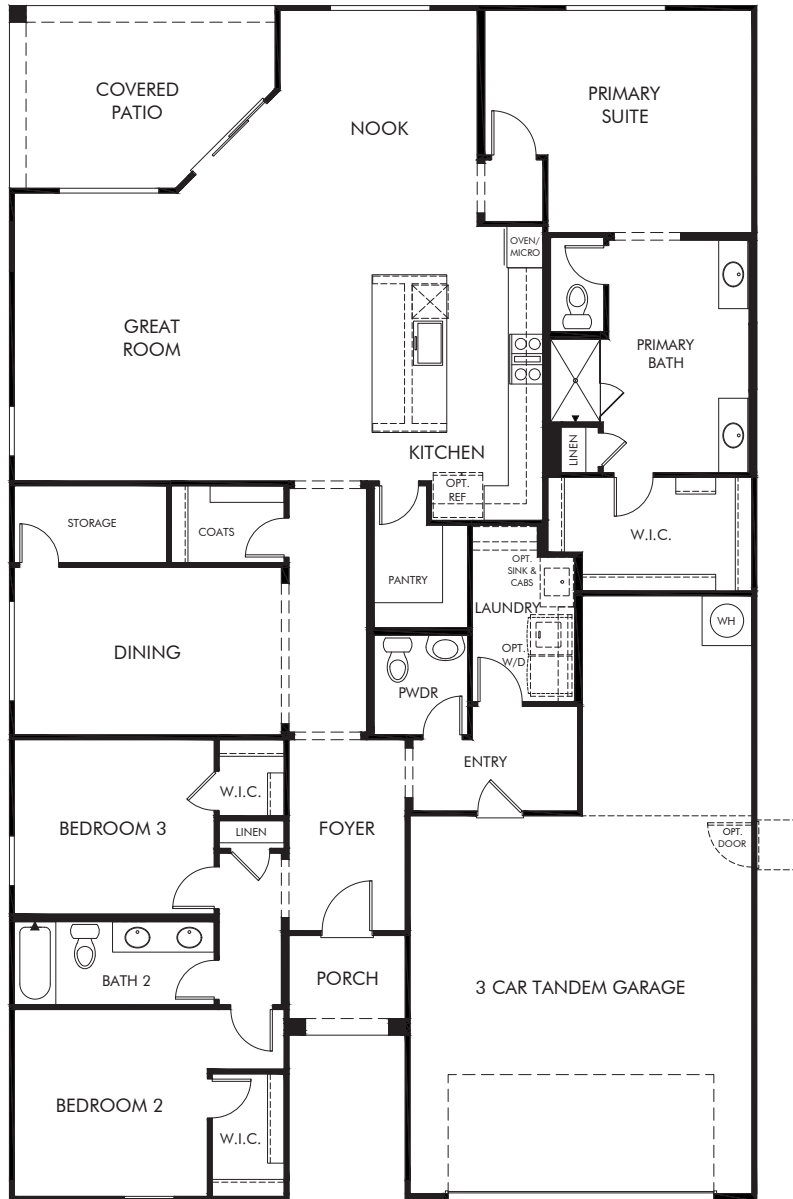 COVERED
PATIO
NOOK
PRIMARY
SUITE
OVEN/
MICRO
GREAT
ROOM
PRIMARY
BATH
KITCHEN
LINEN
OPT.
REF
STORAGE
COATS
W.I.C.
PANTRY
OPT.
SINK &
CABS
LAUNDRY
WH
DINING
OPT.
W/D
PWDR
ENTRY
W.I.C.
BEDROOM 3
LINEN
FOYER
OPT.
DOOR
BATH 2
PORCH
3 CAR TANDEM GARAGE
BEDROOM 2
W.I.C.